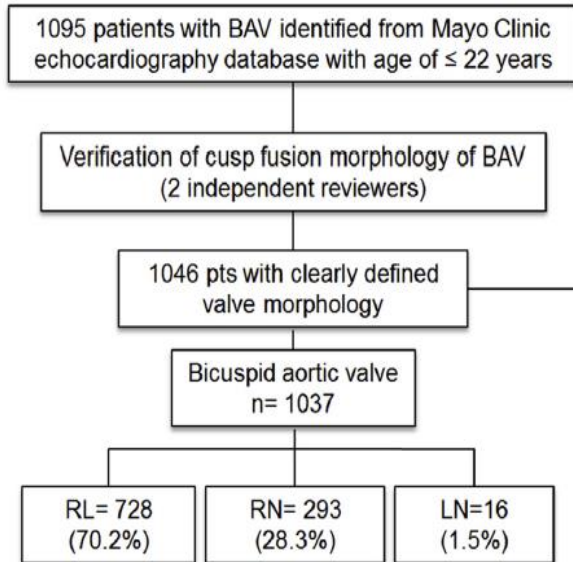 1095 patients with BAV identified from Mayo Clinic
echocardiography database with age of ≤ 22 years
Verification of cusp fusion morphology of BAV
(2 independent reviewers)
1046 pts with clearly defined
valve morphology
Bicuspid aortic valve
n= 1037
RL= 728
(70.2%)
RN= 293
(28.3%)
LN=16
(1.5%)